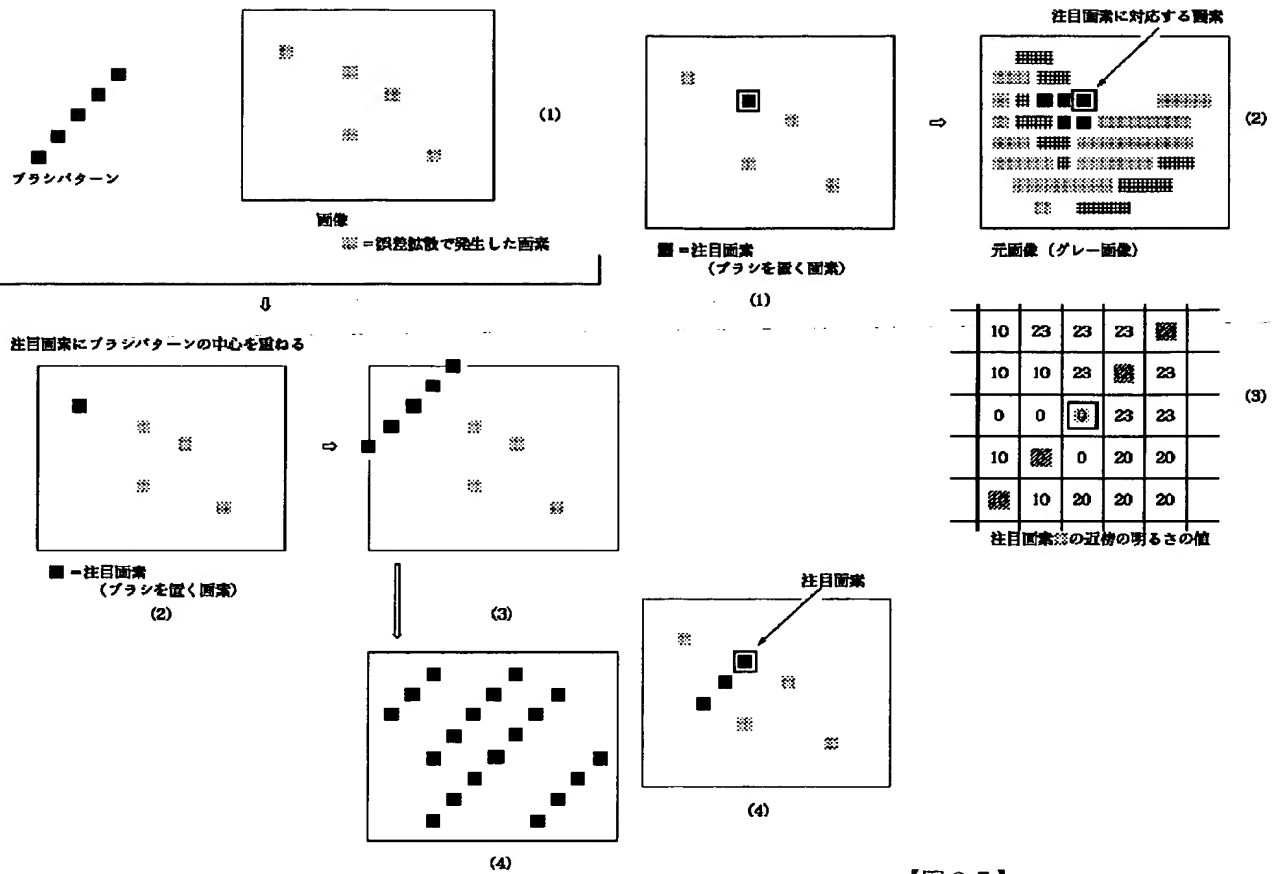 (1)
ブラシパターン
画像
▒ =誤差拡散で発生した画素
⇩
注目画素にブラシパターンの中心を重ねる
⇨
■ =注目画素
(ブラシを置く画素)
(2)
(3)
(4)
注目画素に対応する画素
⇨
(2)
■ =注目画素
(ブラシを置く画素)
(1)
元画像(グレー画像)
10 23 23 23
10 10 23 23
0 0 0 23 23
10 0 20 20
10 20 20 20
(3)
注目画素▒の近傍の明るさの値
注目画素
(4)